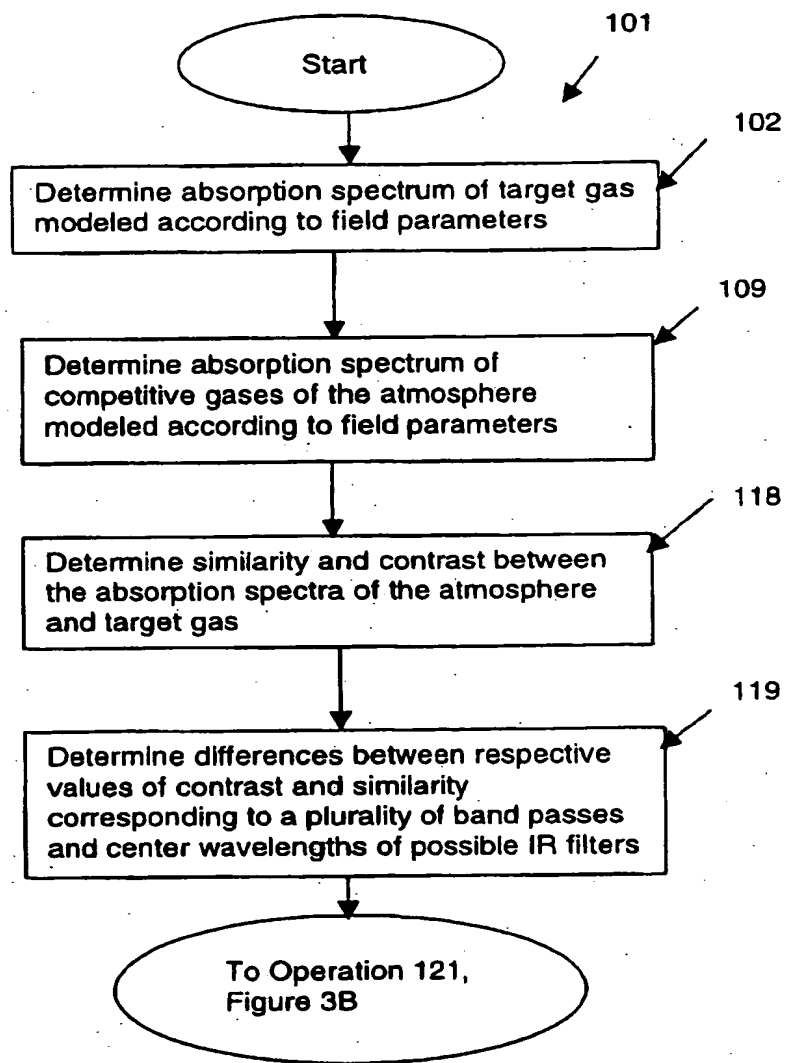 101
Start
102
Determine absorption spectrum of target gas
modeled according to field parameters
109
Determine absorption spectrum of
competitive gases of the atmosphere
modeled according to field parameters
118
Determine similarity and contrast between
the absorption spectra of the atmosphere
and target gas
119
Determine differences between respective
values of contrast and similarity
corresponding to a plurality of band passes
and center wavelengths of possible IR filters
To Operation 121,
Figure 3B